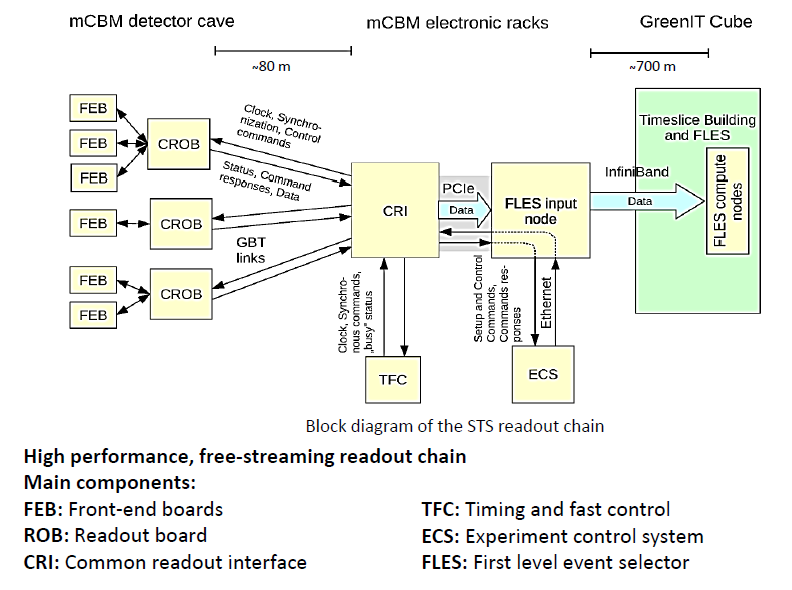 mCBM detector cave
mCBM electronic racks
GreenIT Cube
~80 m
~700 m
FEB
FEB
FEB
CROB
FEB
CROB
FEB
FEB
CROB
Clock, Synchro-
nization, Control
commands
Status, Command
responses, Data
GBT
links
CRI
PCIe
Data
FLES input
node
InfiniBand
Data
Timeslice Building
and FLES
FLES compute
nodes
Clock, Synchro-
nous commands,
„busy" status
TFC
Setup and Control
Commands,
Commands res-
ponses
Ethernet
ECS
Block diagram of the STS readout chain
High performance, free-streaming readout chain
Main components:
FEB: Front-end boards
ROB: Readout board
CRI: Common readout interface
TFC: Timing and fast control
ECS: Experiment control system
FLES: First level event selector